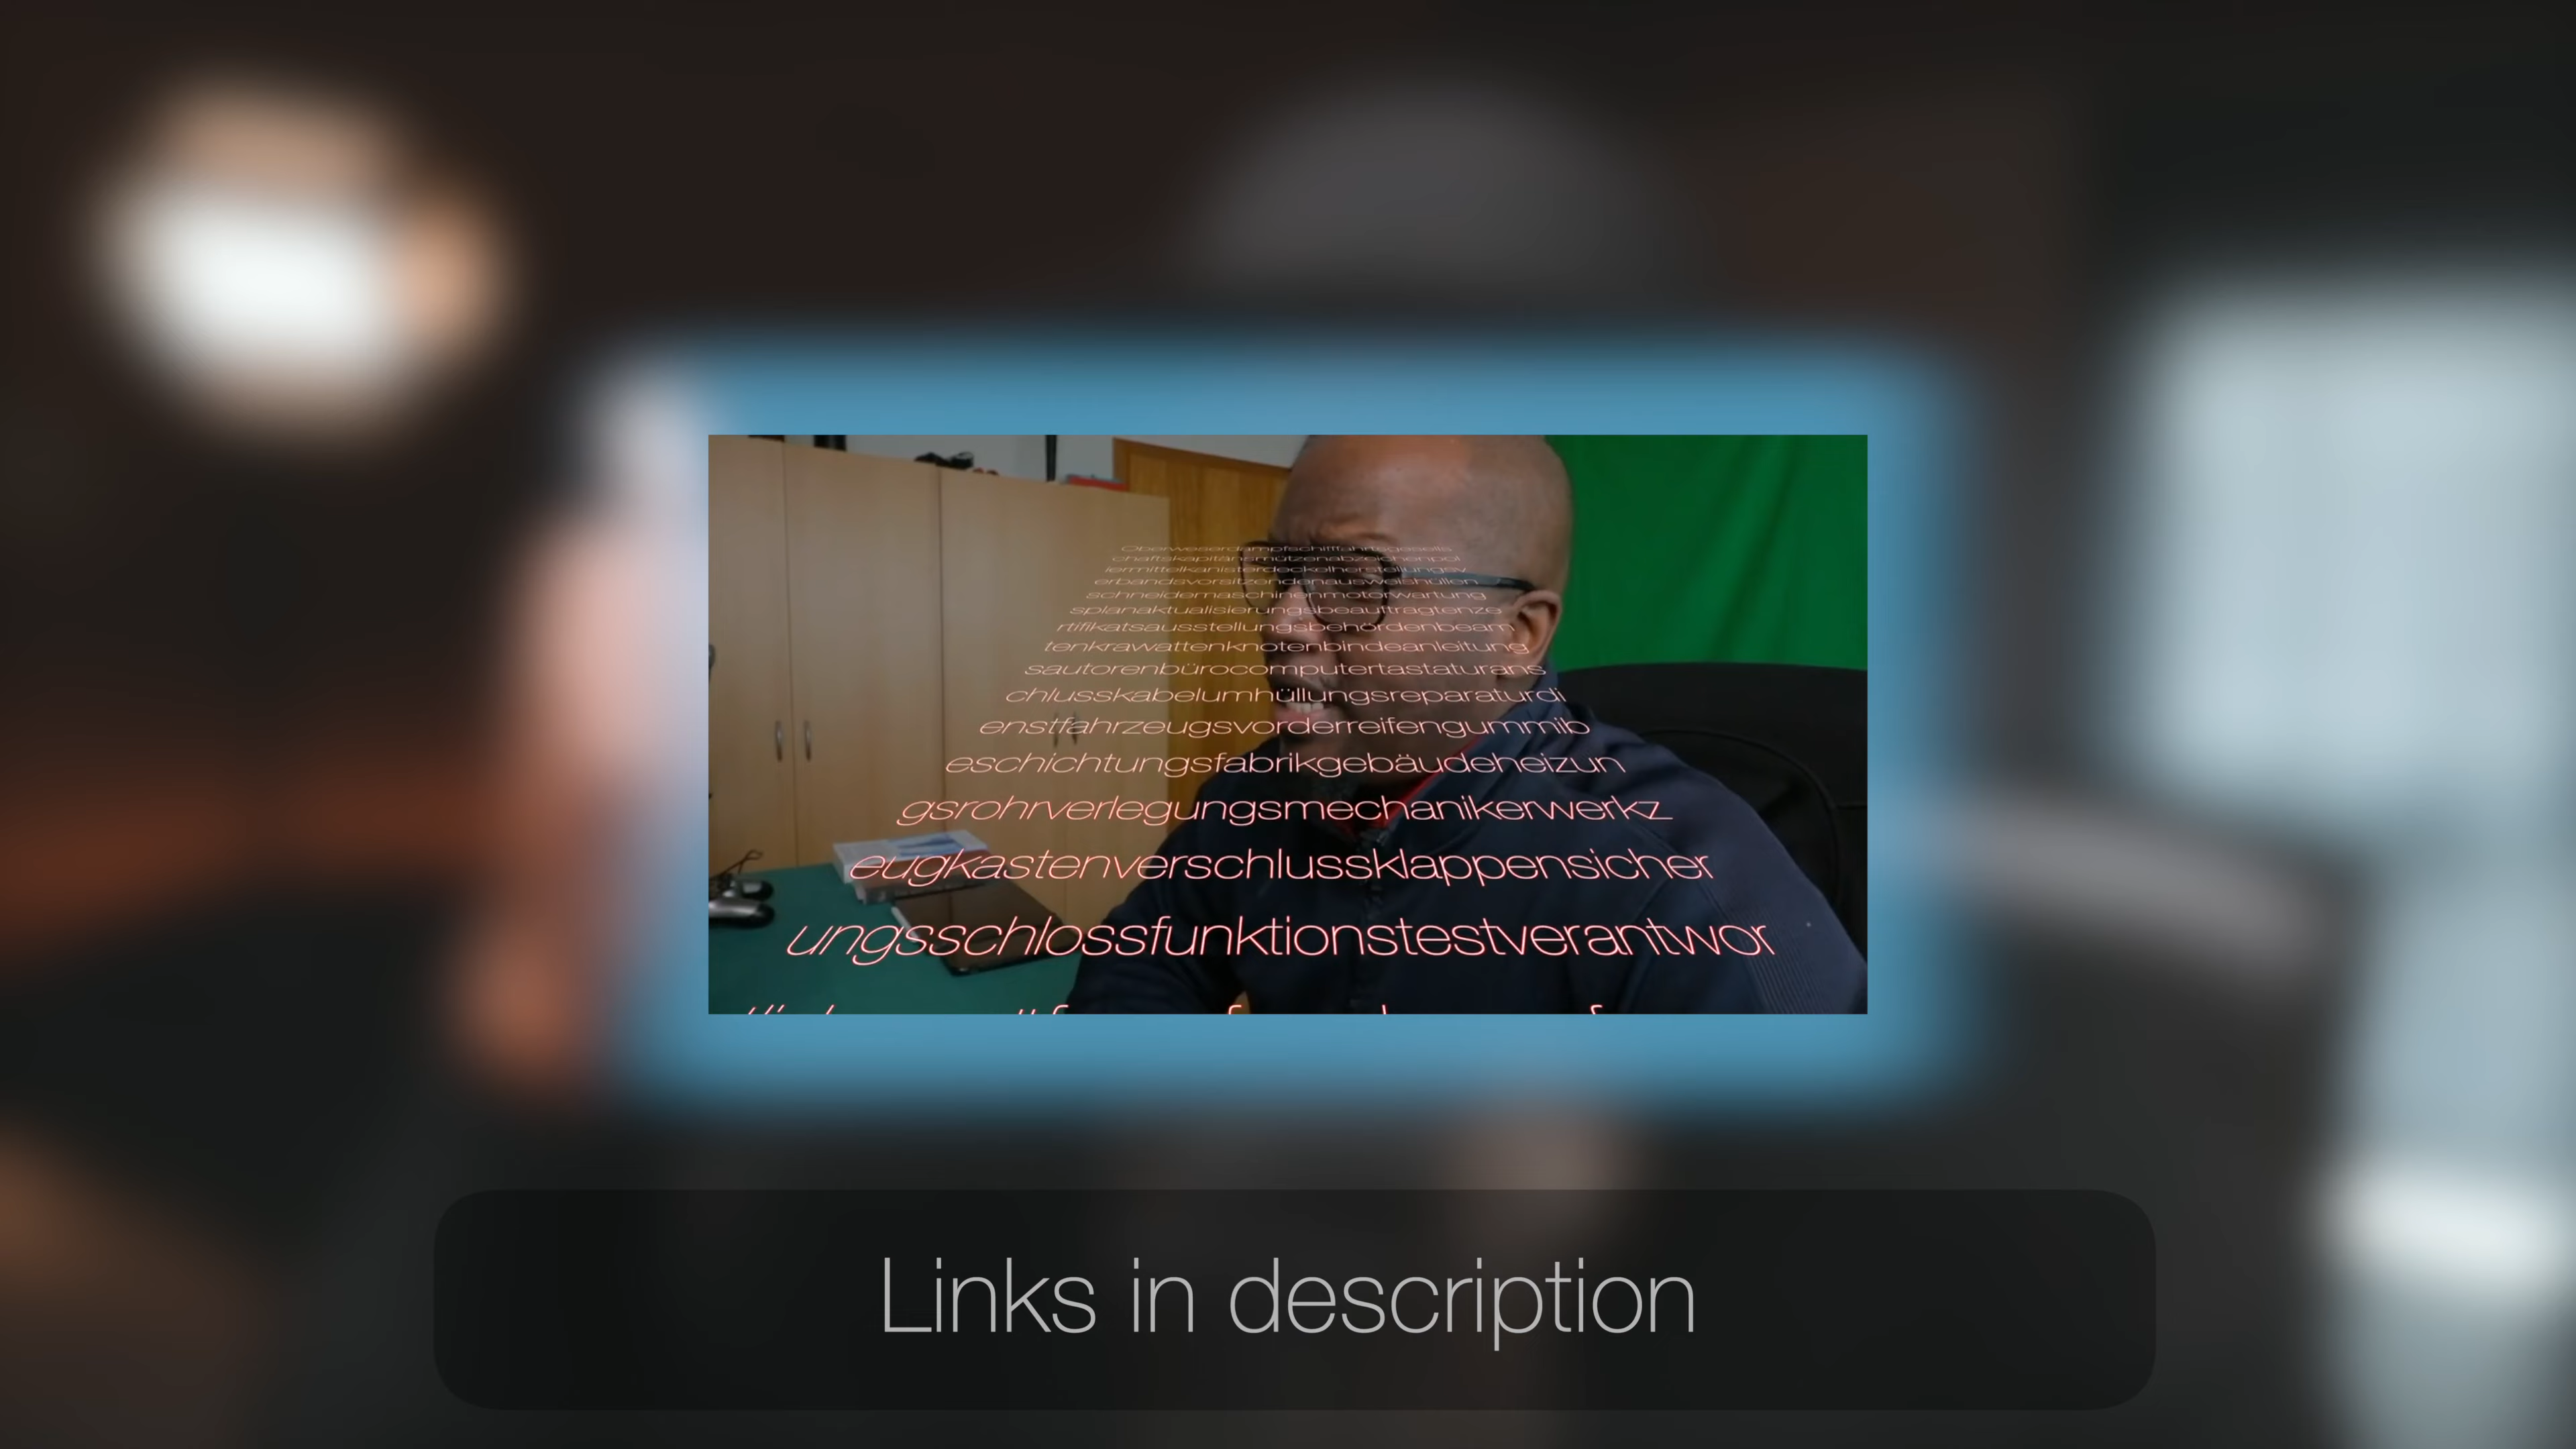 Oberweserdampfschifffahrtsgesells
chaftskapitänsmützenabzeichenpol
iermittelkanisterdeckelherstellungsv
erbandsvorsitzendenausweishüllen
schneidemaschinenmotorwartung
splanaktualisierungsbeauftragtenze
rtifikatsausstellungsbehördenbeam
tenkrawattenknotenbindeanleitung
sautorenbürocomputertastaturans
chlusskabelumhüllungsreparaturdi
enstfahrzeugsvorderreifengummib
eschichtungsfabrikgebäudeheizun
gsrohrverlegungsmechanikerwerkz
eugkastenverschlussklappensicher
ungsschlossfunktionstestverantwor
Links in description